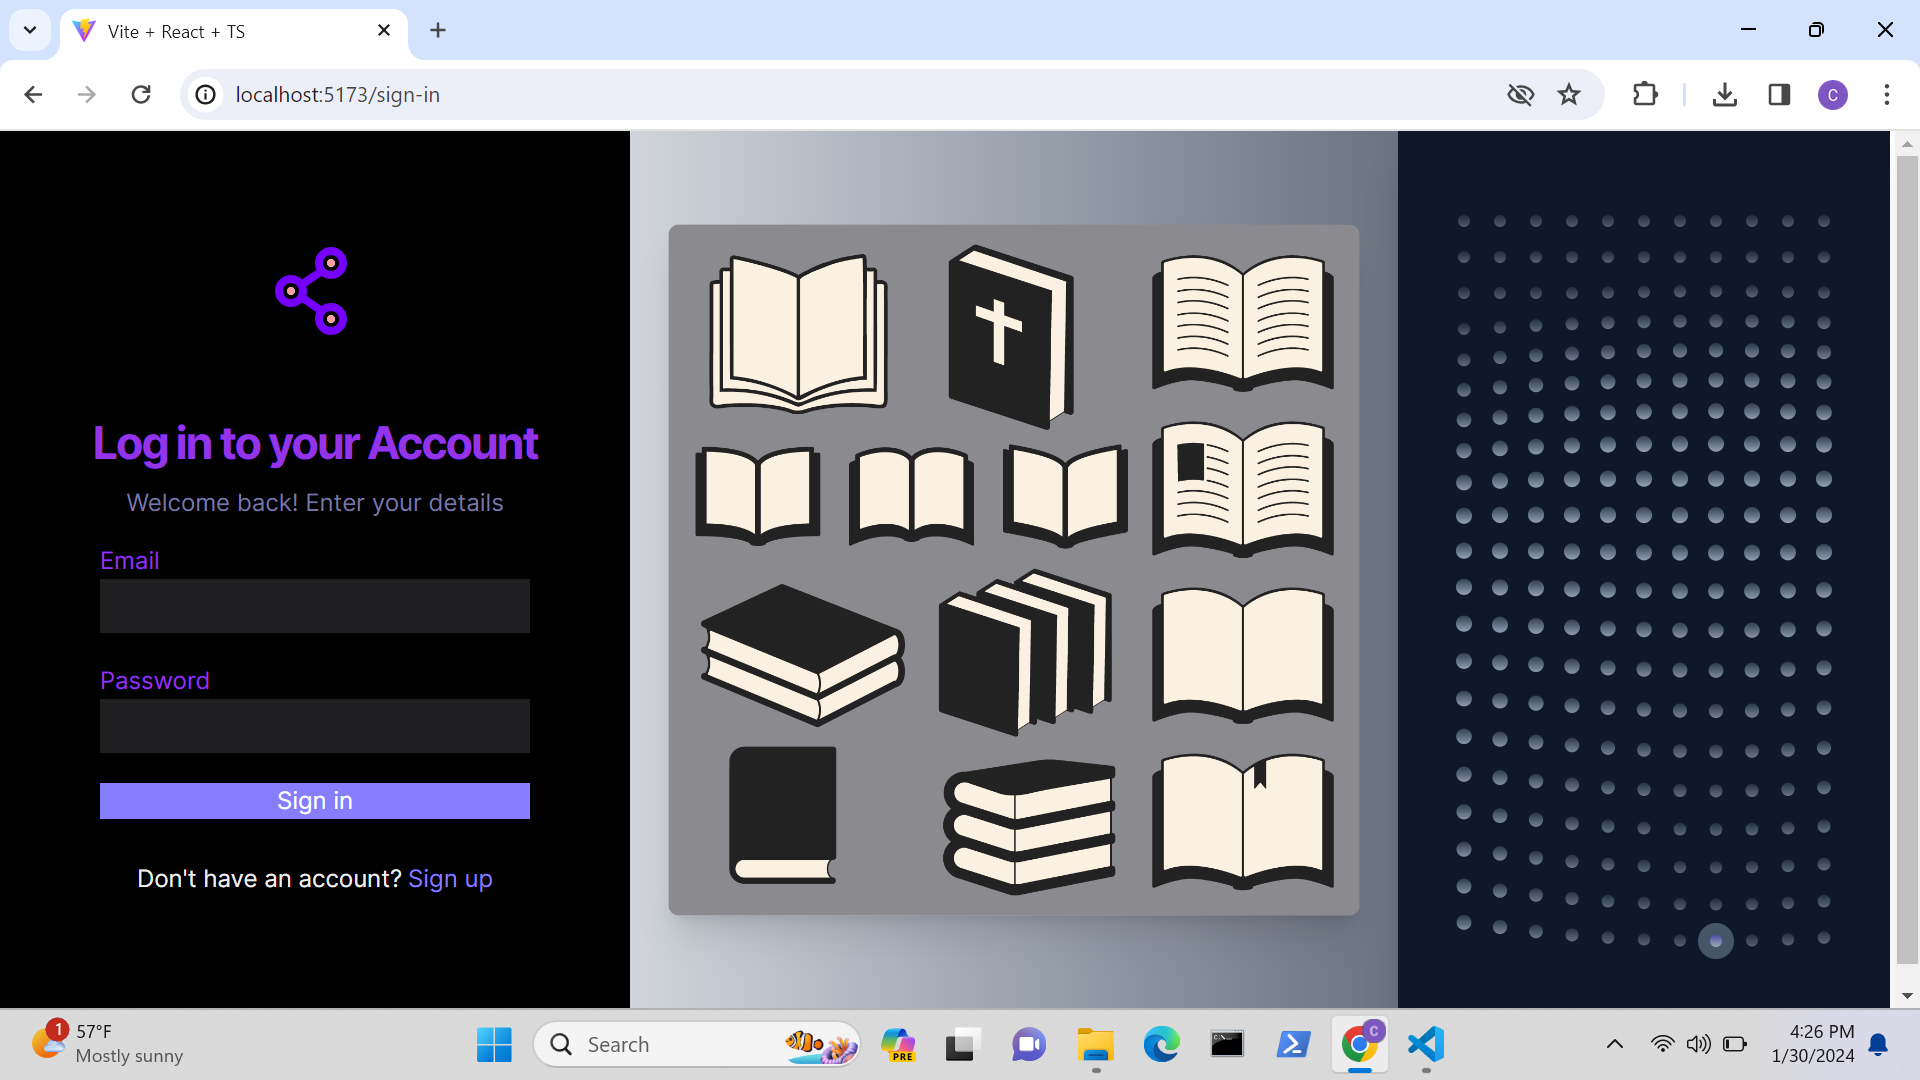 Vite + React + TS
localhost:5173/sign-in
C
Log in to your Account
Welcome back! Enter your details
Email
Password
Sign in
Don't have an account? Sign up
1
57°F
Mostly sunny
Search
PRE
C
4:26 PM
1/30/2024